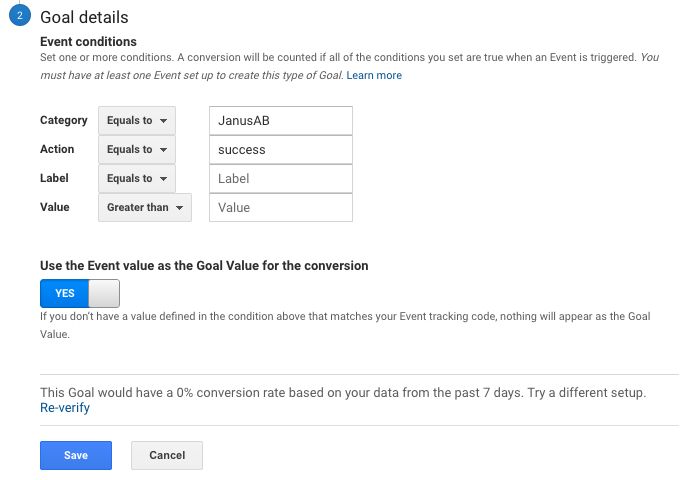 2
Goal details
Event conditions
Set one or more conditions. A conversion will be counted if all of the conditions you set are true when an Event is triggered. You
must have at least one Event set up to create this type of Goal. Learn more
Category Equals to JanusAB
Action Equals to success
Label Equals to Label
Value Greater than Value
Use the Event value as the Goal Value for the conversion
YES
If you don't have a value defined in the condition above that matches your Event tracking code, nothing will appear as the Goal
Value.
This Goal would have a 0% conversion rate based on your data from the past 7 days. Try a different setup.
Re-verify
Save Cancel